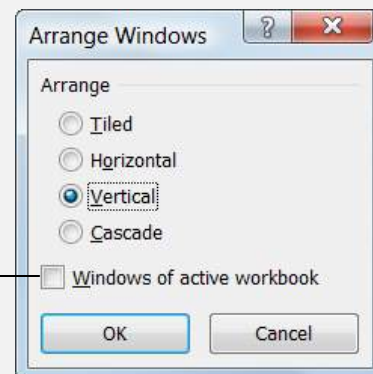 Arrange Windows
?
Arrange
Tiled
Horizontal
Vertical
Cascade
Windows of active workbook
OK
Cancel